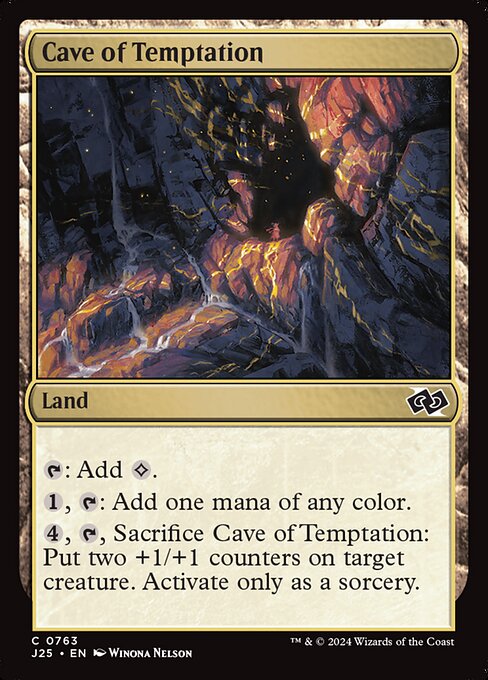 Cave of Temptation
Land
: Add .
1, : Add one mana of any color.
4, , Sacrifice Cave of Temptation:
Put two +1/+1 counters on target
creature. Activate only as a sorcery.
C 0763
J25 • EN Winona Nelson
™ & © 2024 Wizards of the Coast